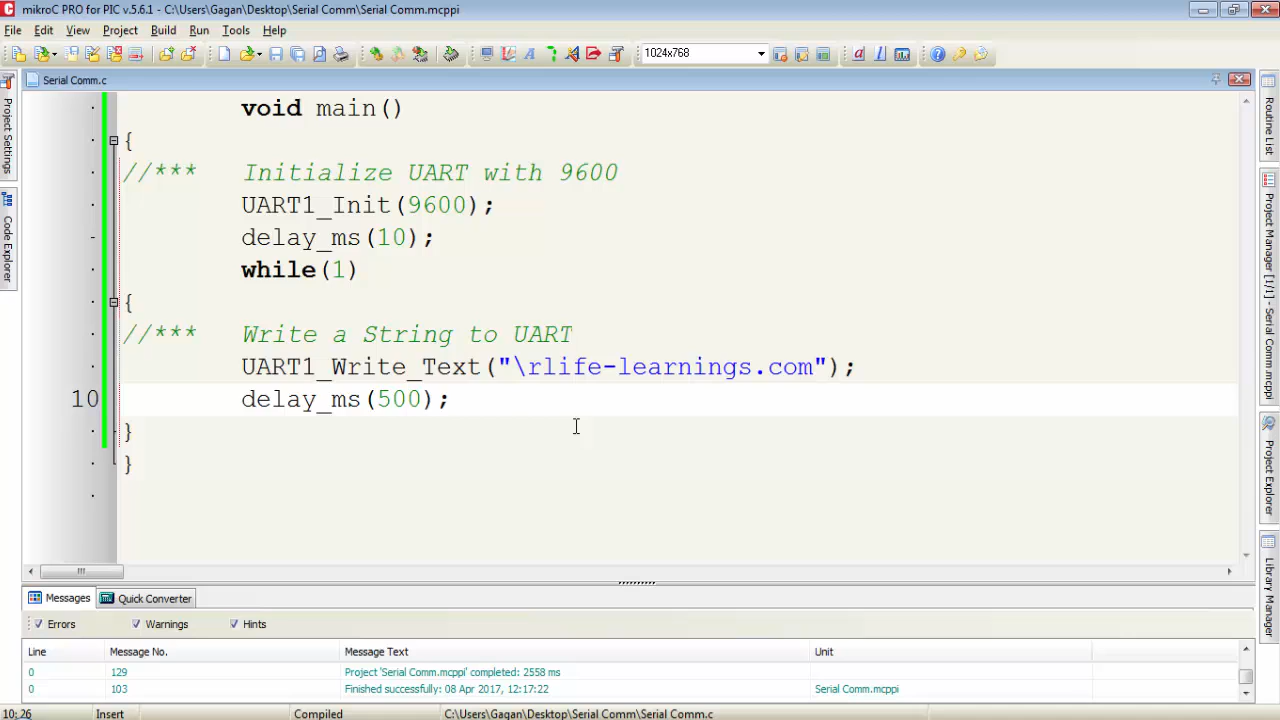 mikroC PRO for PIC v.5.6.1 - C:\Users\Gagan\Desktop\Serial Comm\Serial Comm.mcppi
File Edit View Project Build Run Tools Help
1024x768
Serial Comm.c
void main()
{
//*** Initialize UART with 9600
UART1_Init(9600);
delay_ms(10);
while(1)
{
//*** Write a String to UART
UART1_Write_Text("\rlife-learnings.com");
10 delay_ms(500);
}
}
Project Settings
Code Explorer
Routine List
Project Manager [1/1] - Serial Comm.mcppi
Project Explorer
Library Manager
Messages Quick Converter
Errors Warnings Hints
Line Message No. Message Text Unit
0 129 Project 'Serial Comm.mcppi' completed: 2558 ms
0 103 Finished successfully: 08 Apr 2017, 12:17:22 Serial Comm.mcppi
10:26 Insert Compiled C:\Users\Gagan\Desktop\Serial Comm\Serial Comm.c